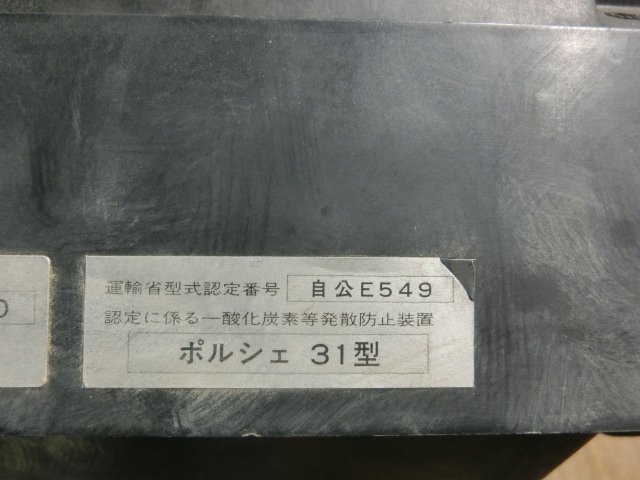 運輸省型式認定番号 自公E549
認定に係る一酸化炭素等発散防止装置
ポルシェ 31型